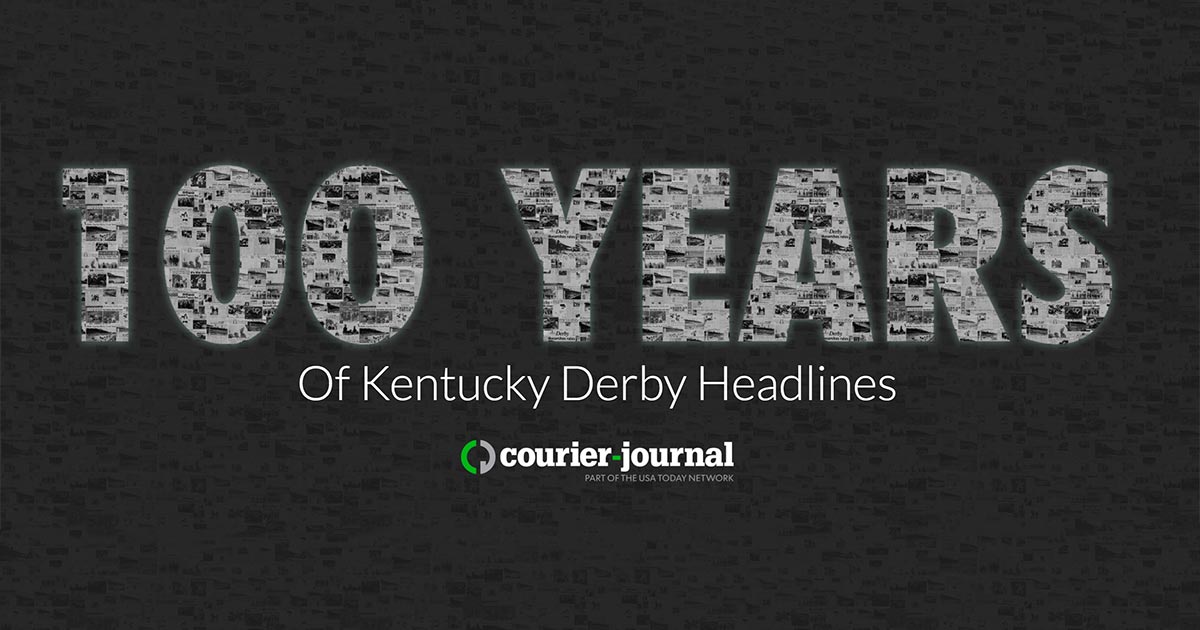 100 YEARS
Of Kentucky Derby Headlines
courier-journal
PART OF THE USA TODAY NETWORK